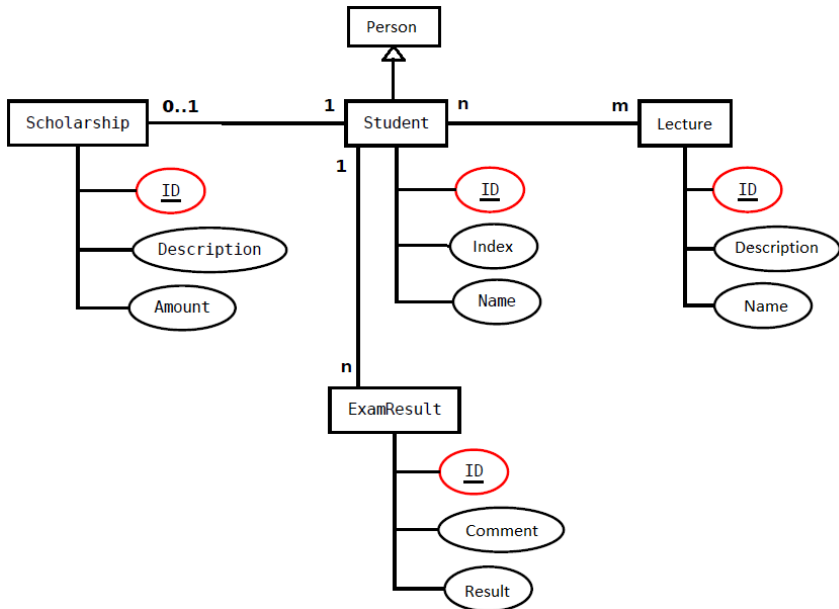 Person
0..1
1
n
m
Scholarship
Student
Lecture
1
ID
ID
ID
Description
Index
Description
Amount
Name
Name
n
ExamResult
ID
Comment
Result